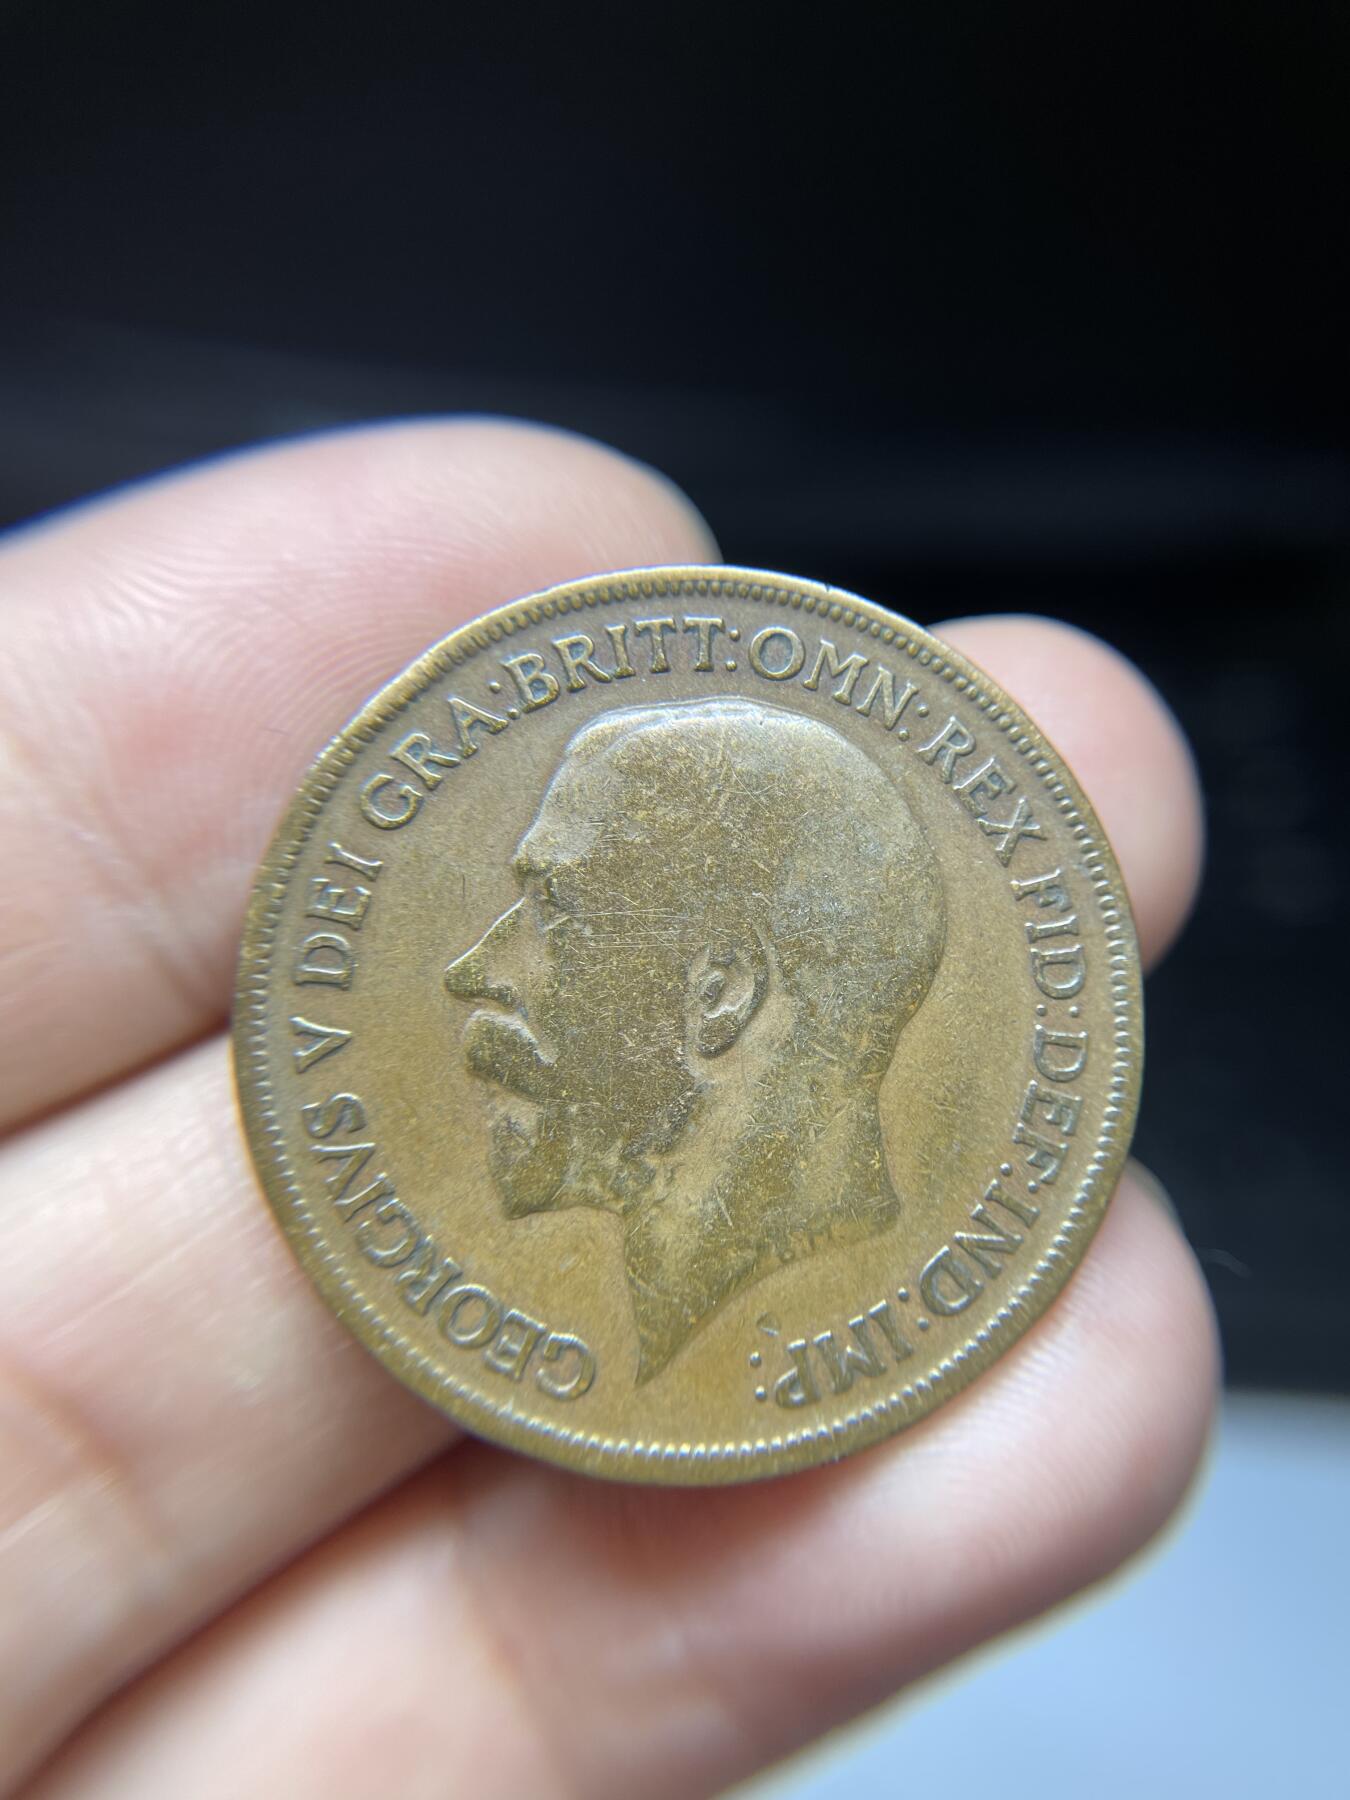 GEORGIVS V DEI GRA:BRITT:OMN:REX FID:DEF:IND:IMP: